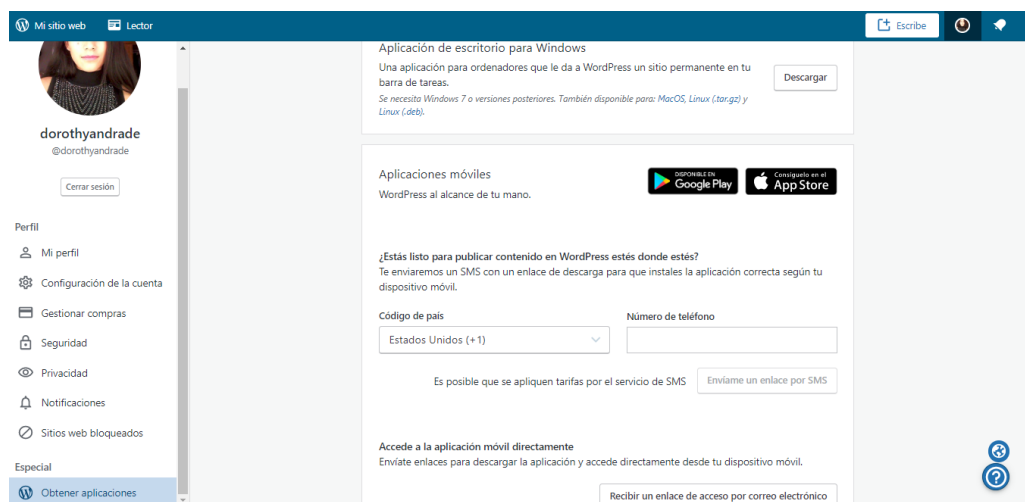 Mi sitio web
Lector
Escribe
dorothyandrade
@dorothyandrade
Cerrar sesión
Perfil
Mi perfil
Configuración de la cuenta
Gestionar compras
Seguridad
Privacidad
Notificaciones
Sitios web bloqueados
Especial
Obtener aplicaciones
Aplicación de escritorio para Windows
Una aplicación para ordenadores que le da a WordPress un sitio permanente en tu
barra de tareas.
Se necesita Windows 7 o versiones posteriores. También disponible para: MacOS, Linux (.tar.gz) y
Linux (.deb).
Descargar
Aplicaciones móviles
WordPress al alcance de tu mano.
DISPONIBLE EN
Google Play
Consíguelo en el
App Store
¿Estás listo para publicar contenido en WordPress estés donde estés?
Te enviaremos un SMS con un enlace de descarga para que instales la aplicación correcta según tu
dispositivo móvil.
Código de país
Número de teléfono
Estados Unidos (+1)
Es posible que se apliquen tarifas por el servicio de SMS
Envíame un enlace por SMS
Accede a la aplicación móvil directamente
Envíate enlaces para descargar la aplicación y accede directamente desde tu dispositivo móvil.
Recibir un enlace de acceso por correo electrónico